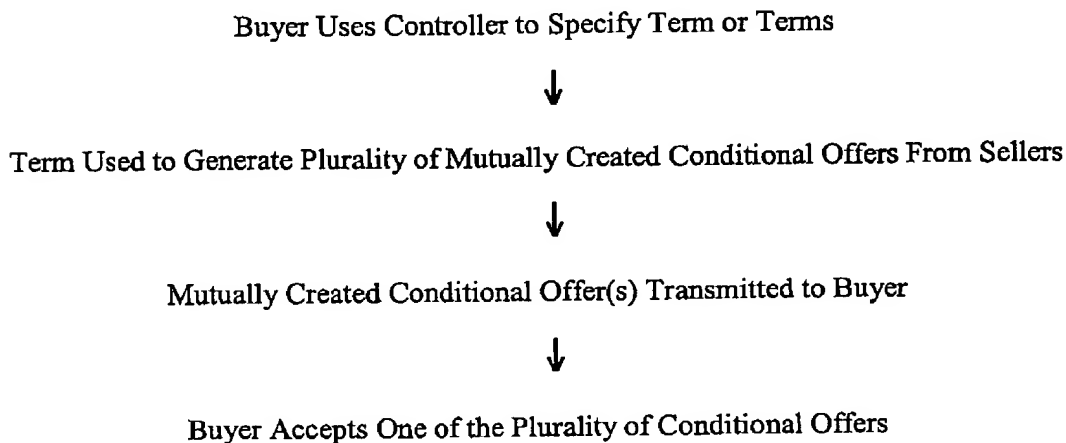 Buyer Uses Controller to Specify Term or Terms
Term Used to Generate Plurality of Mutually Created Conditional Offers From Sellers
Mutually Created Conditional Offer(s) Transmitted to Buyer
Buyer Accepts One of the Plurality of Conditional Offers